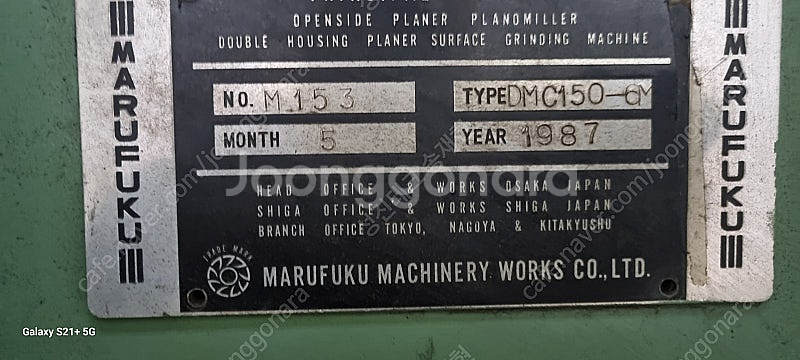 OPENSIDE PLANER PLANOMILLER
DOUBLE HOUSING PLANER SURFACE GRINDING MACHINE
NO. M153
TYPE DMC150-6M
MONTH 5
YEAR 1987
HEAD OFFICE & WORKS OSAKA JAPAN
SHIGA OFFICE & WORKS SHIGA JAPAN
BRANCH OFFICE TOKYO, NAGOYA & KITAKYUSHU
TRADE MARK
MARUFUKU MACHINERY WORKS CO., LTD.
MARUFUKU
MARUFUKU
Joonggonara
Galaxy S21+ 5G